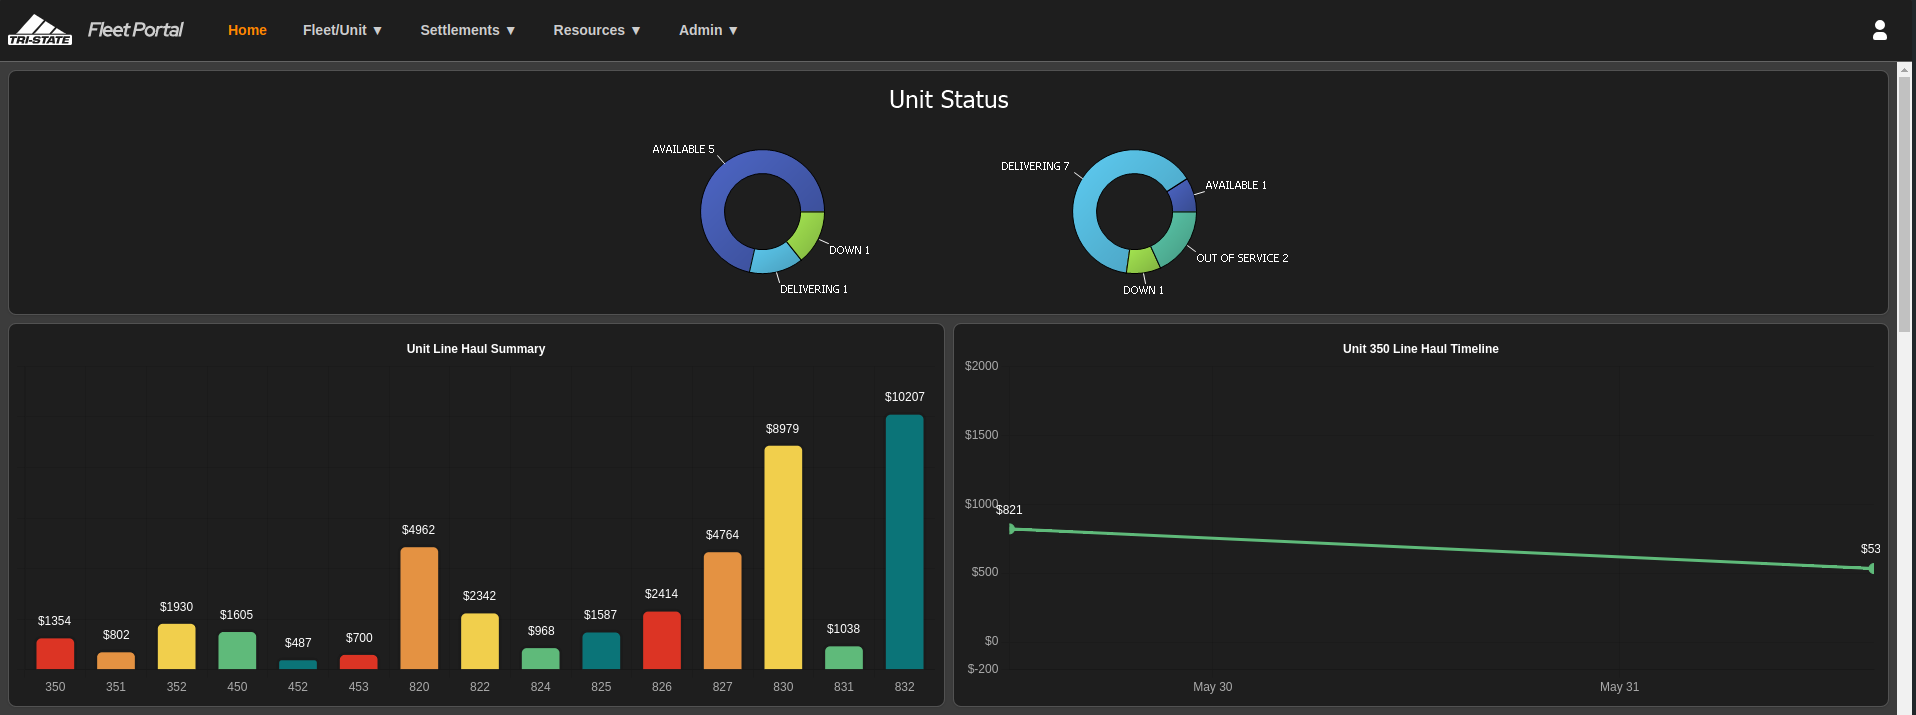 TRI-STATE Fleet Portal Home Fleet/Unit ▼ Settlements ▼ Resources ▼ Admin ▼
Unit Status
AVAILABLE 5
DOWN 1
DELIVERING 1
DELIVERING 7
AVAILABLE 1
OUT OF SERVICE 2
DOWN 1
Unit Line Haul Summary
$1354
$802
$1930
$1605
$487
$700
$4962
$2342
$968
$1587
$2414
$4764
$8979
$1038
$10207
350 351 352 450 452 453 820 822 824 825 826 827 830 831 832
Unit 350 Line Haul Timeline
$2000
$1500
$1000
$821
$53
$500
$0
$-200
May 30 May 31